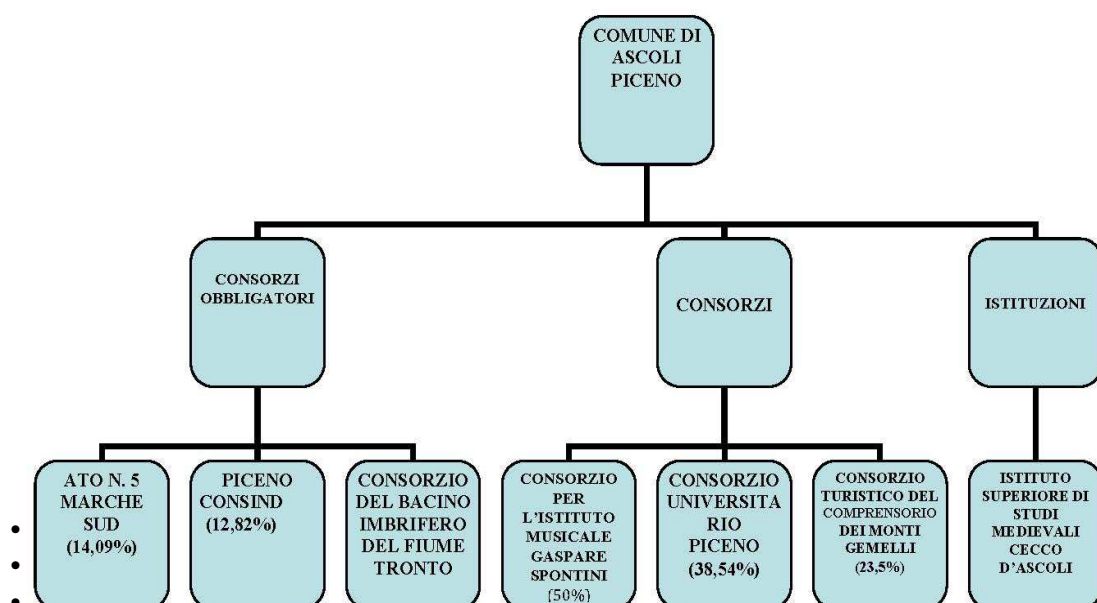 COMUNE DI
ASCOLI
PICENO
CONSORZI
OBBLIGATORI
CONSORZI
ISTITUZIONI
ATO N. 5
MARCHE
SUD
(14,09%)
PICENO
CONSIND
(12,82%)
CONSORZIO
DEL BACINO
IMBRIFERO
DEL FIUME
TRONTO
CONSORZIO
PER
L'ISTITUTO
MUSICALE
GASPARE
SPONTINI
(50%)
CONSORZIO
UNIVERSITA
RIO
PICENO
(38,54%)
CONSORZIO
TURISTICO DEL
COMPRENSORIO
DEI MONTI
GEMELLI
(23,5%)
ISTITUTO
SUPERIORE DI
STUDI
MEDIEVALI
CECCO
D'ASCOLI